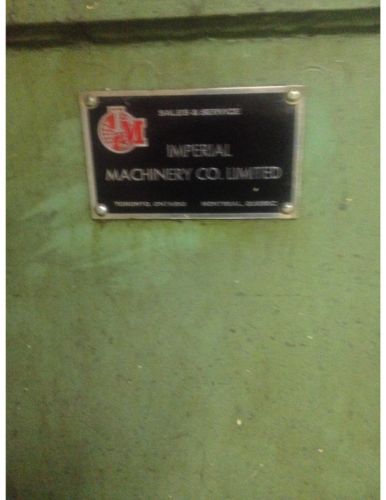 SALES & SERVICE
IMPERIAL
MACHINERY CO. LIMITED
TORONTO, ONTARIO MONTREAL, QUEBEC